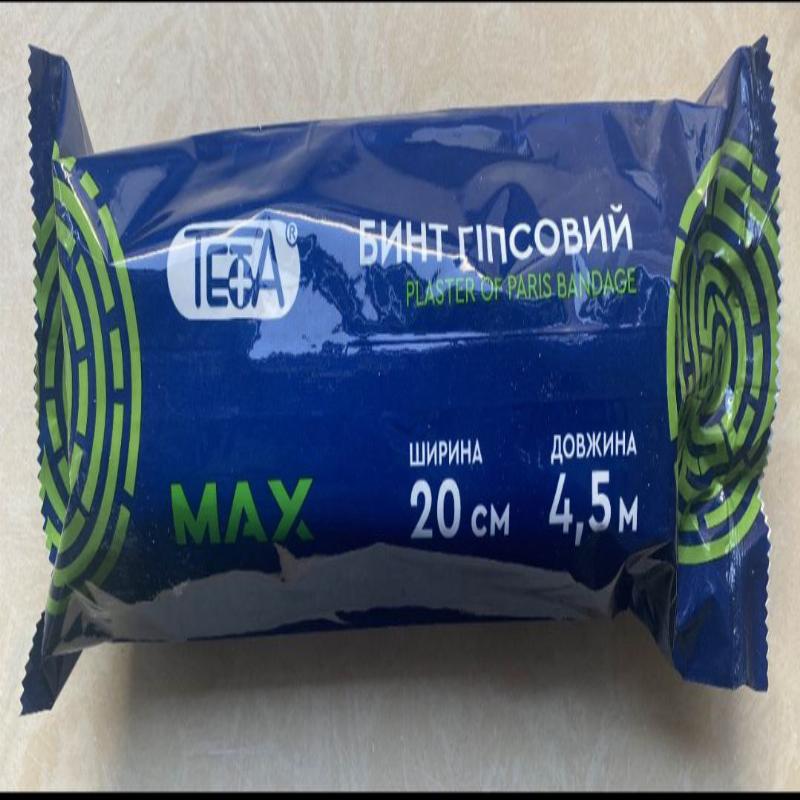 ТЕТА®
БИНТ ГІПСОВИЙ
PLASTER OF PARIS BANDAGE
ШИРИНА ДОВЖИНА
MAX 20 см 4,5 м